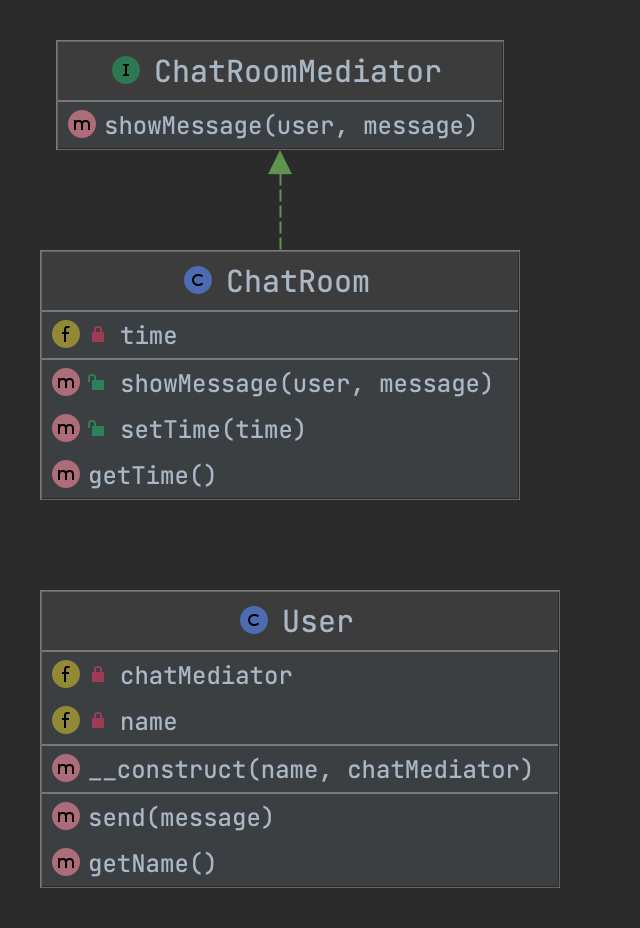 I ChatRoomMediator
m showMessage(user, message)
C ChatRoom
f time
m showMessage(user, message)
m setTime(time)
m getTime()
C User
f chatMediator
f name
m __construct(name, chatMediator)
m send(message)
m getName()